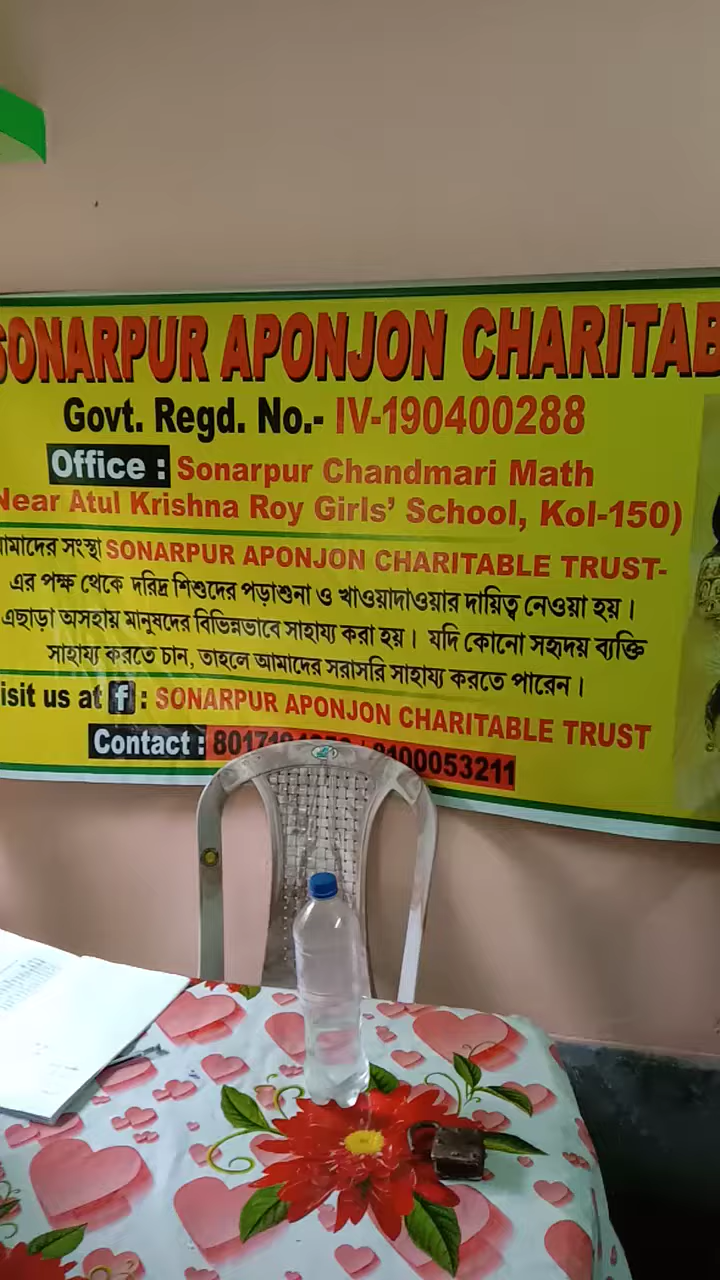 SONARPUR APONJON CHARITAB
Govt. Regd. No.- IV-190400288
Office : Sonarpur Chandmari Math
Near Atul Krishna Roy Girls' School, Kol-150)
আমাদের সংস্থা SONARPUR APONJON CHARITABLE TRUST-
এর পক্ষ থেকে দরিদ্র শিশুদের পড়াশুনা ও খাওয়াদাওয়ার দায়িত্ব নেওয়া হয়।
এছাড়া অসহায় মানুষদের বিভিন্নভাবে সাহায্য করা হয়। যদি কোনো সহৃদয় ব্যক্তি
সাহায্য করতে চান, তাহলে আমাদের সরাসরি সাহায্য করতে পারেন।
isit us at f : SONARPUR APONJON CHARITABLE TRUST
Contact :